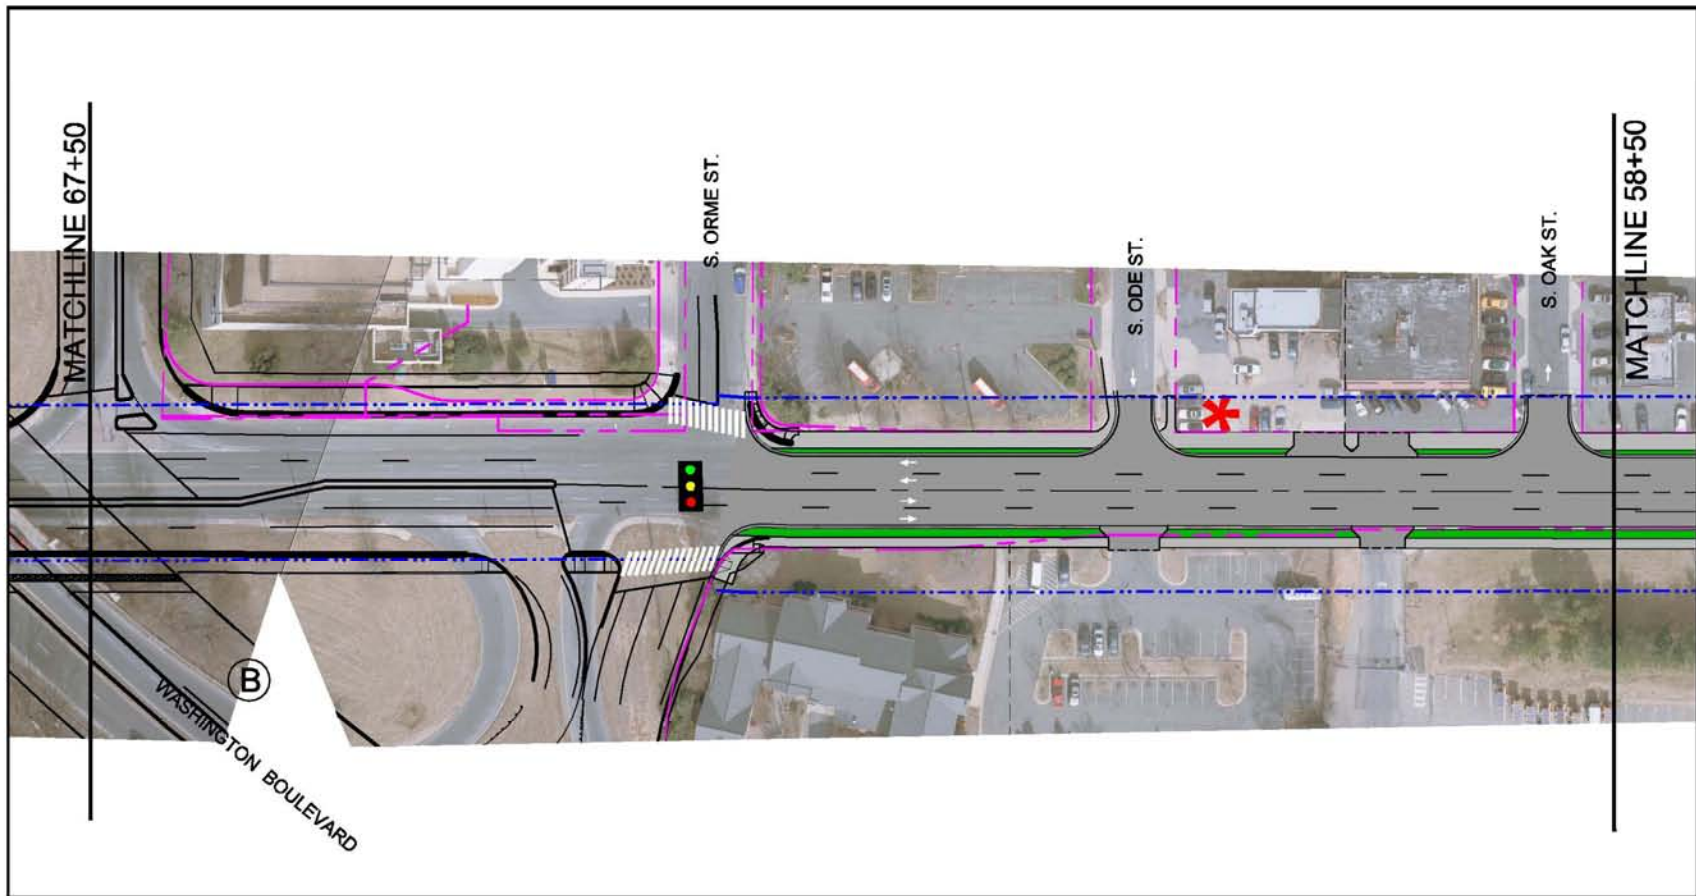 MATCHLINE 67+50
S. ORME ST.
S. ODE ST.
S. OAK ST.
MATCHLINE 58+50
B
WASHINGTON BOULEVARD